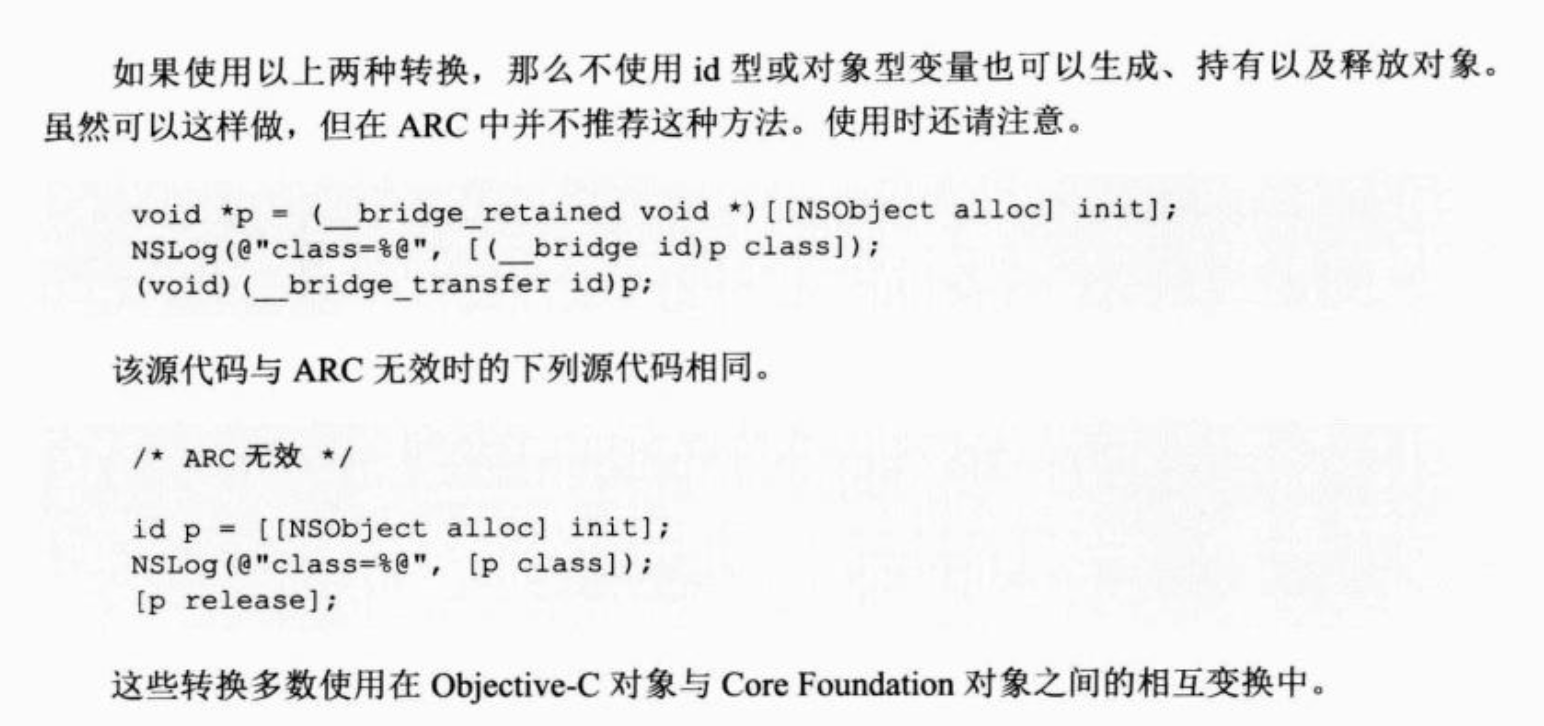 如果使用以上两种转换，那么不使用 id 型或对象型变量也可以生成、持有以及释放对象。
虽然可以这样做，但在 ARC 中并不推荐这种方法。使用时还请注意。
void *p = (__bridge_retained void *)[[NSObject alloc] init];
NSLog(@"class=%@", [(__bridge id)p class]);
(void)(__bridge_transfer id)p;
该源代码与 ARC 无效时的下列源代码相同。
/* ARC 无效 */
id p = [[NSObject alloc] init];
NSLog(@"class=%@", [p class]);
[p release];
这些转换多数使用在 Objective-C 对象与 Core Foundation 对象之间的相互变换中。